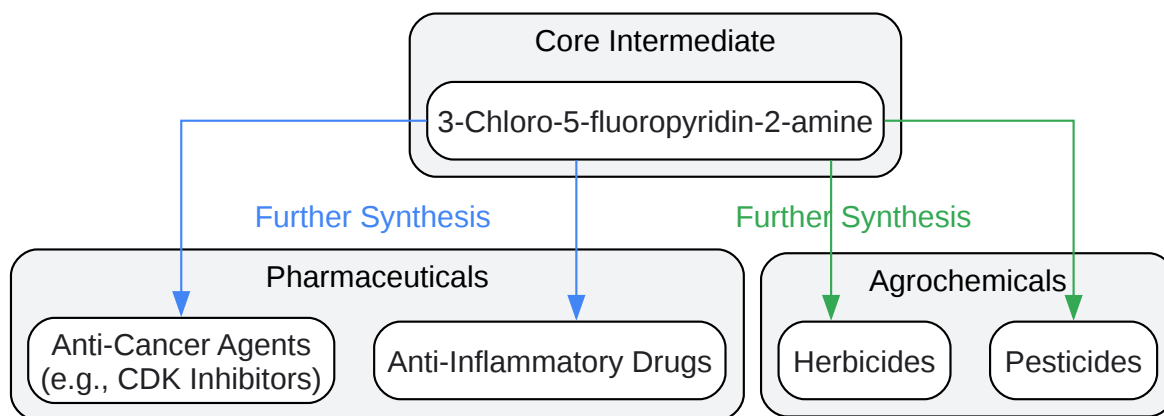 Core Intermediate
3-Chloro-5-fluoropyridin-2-amine
Further Synthesis
Further Synthesis
Pharmaceuticals
Agrochemicals
Anti-Cancer Agents
(e.g., CDK Inhibitors)
Anti-Inflammatory Drugs
Herbicides
Pesticides